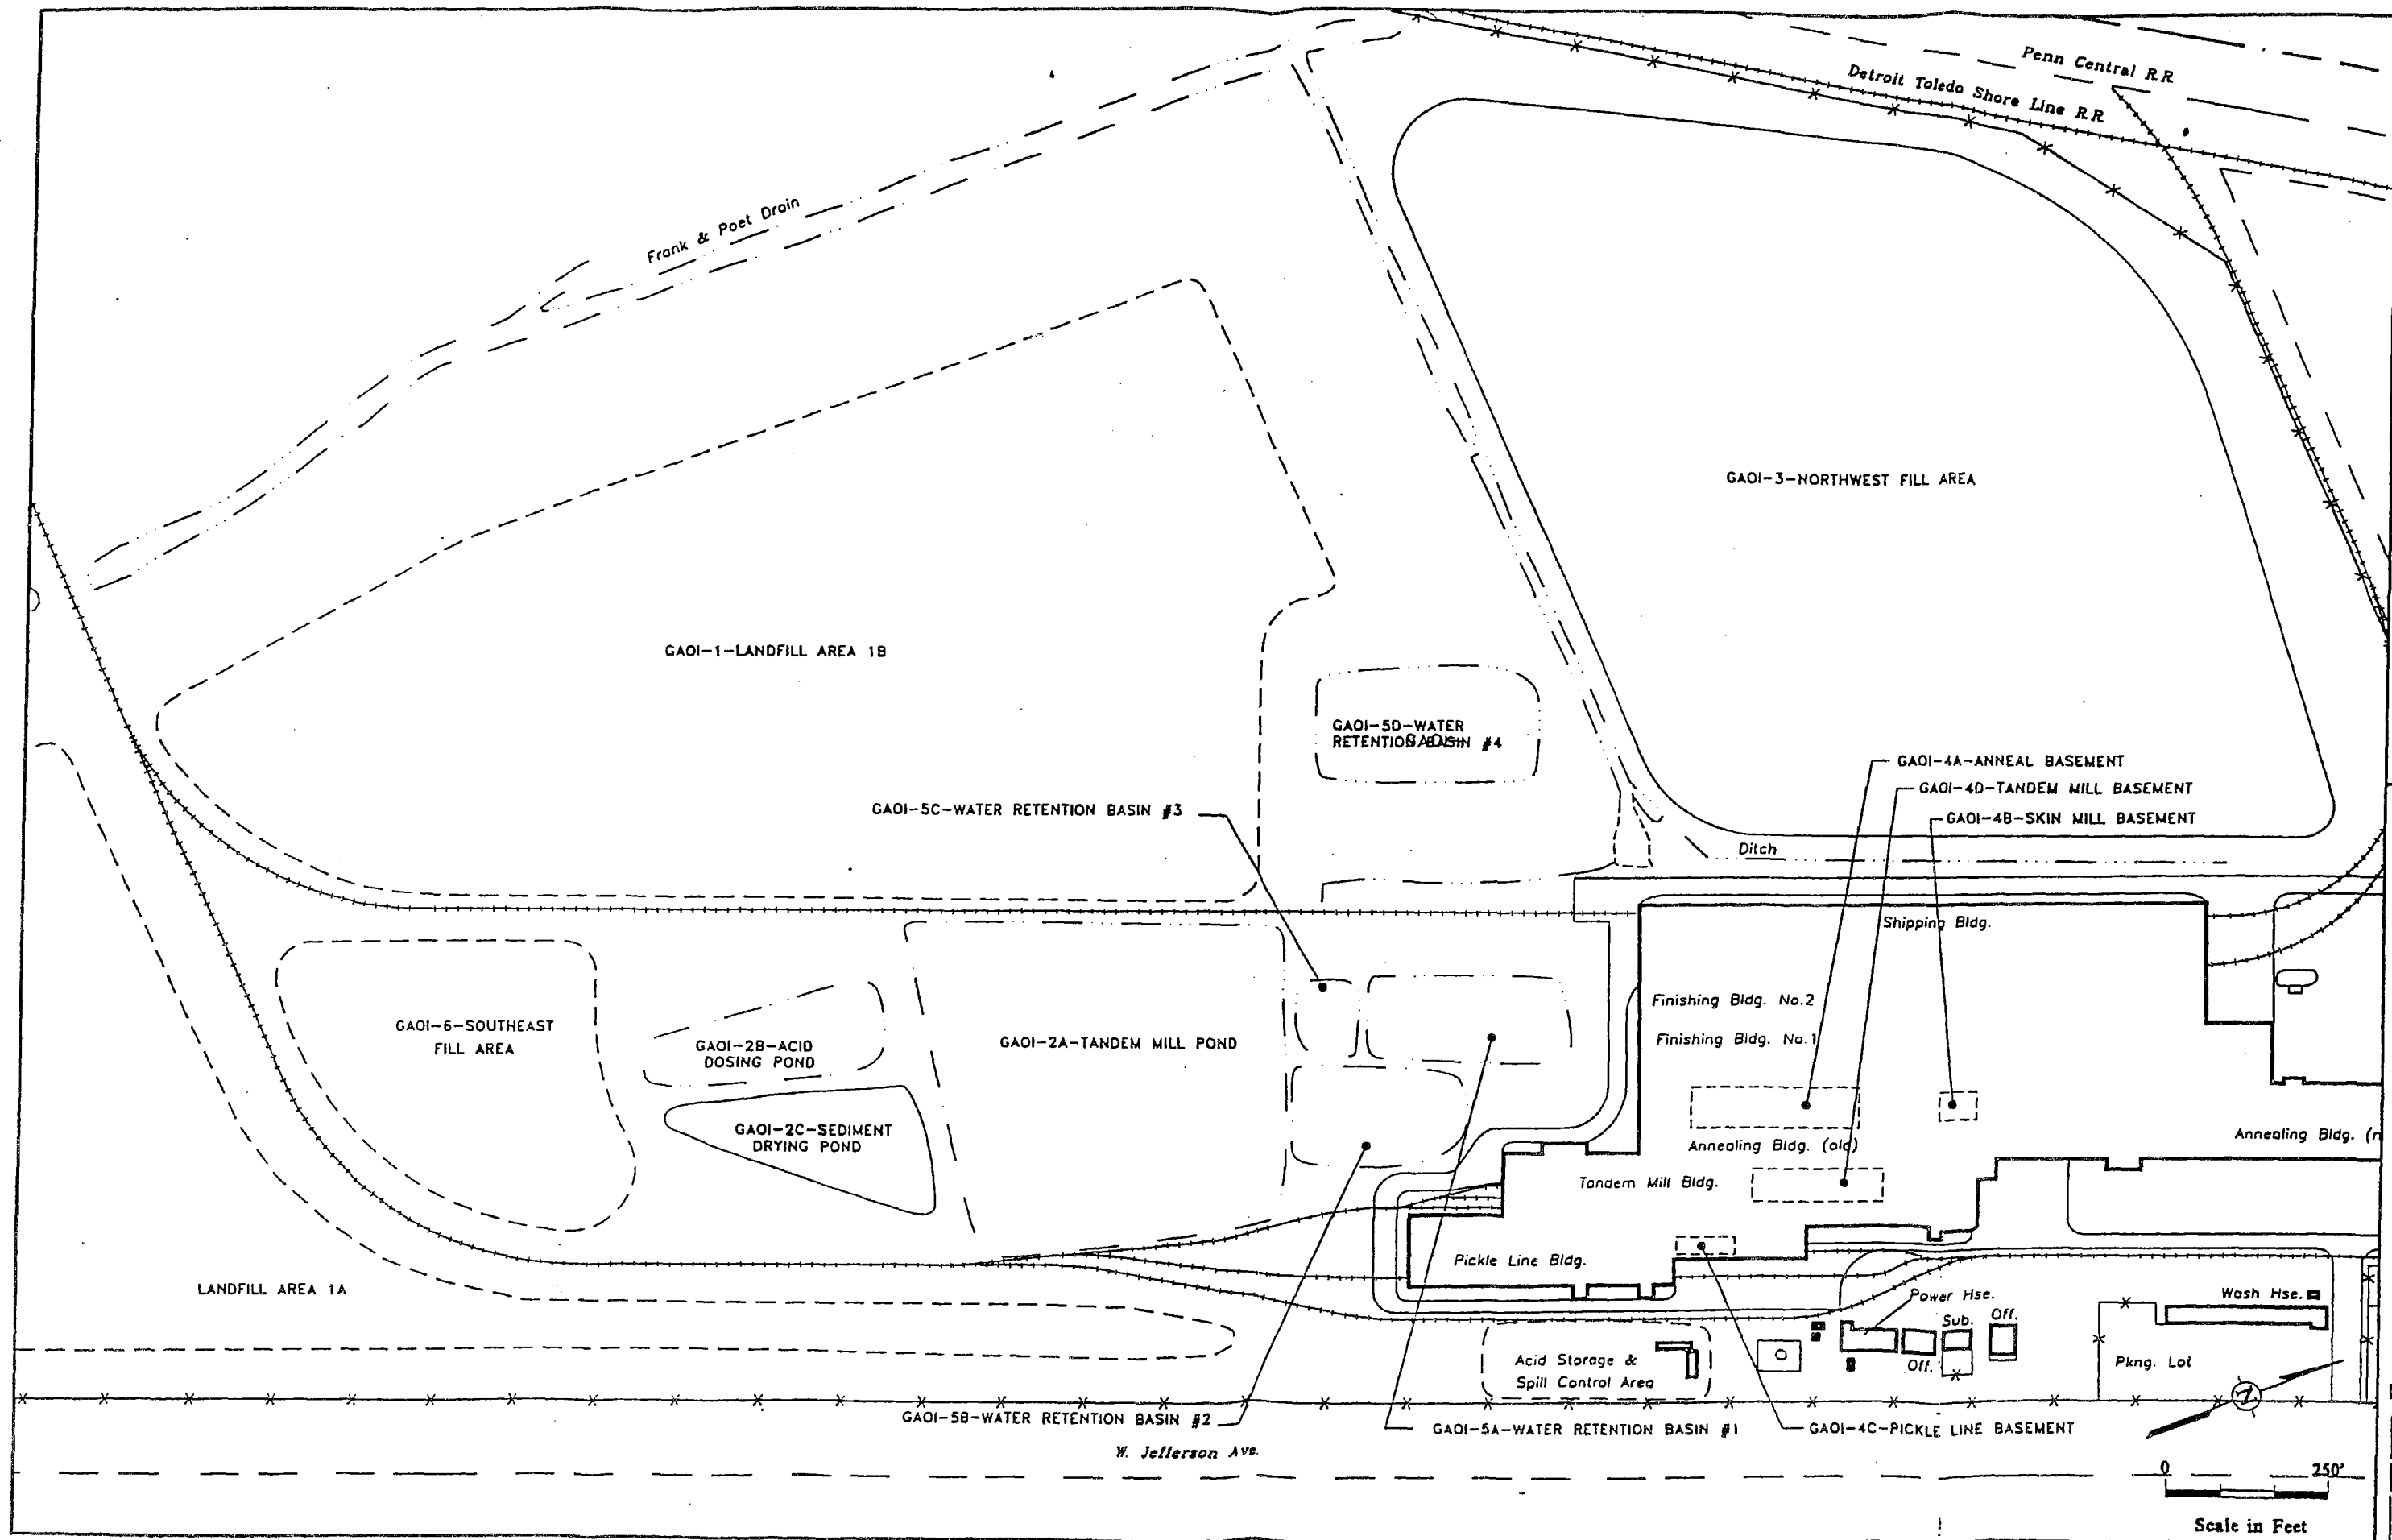 Penn Central RR
Detroit Toledo Shore Line RR
Frank & Poet Drain
GAOI-3-NORTHWEST FILL AREA
GAOI-1-LANDFILL AREA 1B
GAOI-5D-WATER
RETENTION BASIN #4
GAOI-4A-ANNEAL BASEMENT
GAOI-4D-TANDEM MILL BASEMENT
GAOI-5C-WATER RETENTION BASIN #3
GAOI-4B-SKIN MILL BASEMENT
Ditch
Shipping Bldg.
Finishing Bldg. No.2
GAOI-6-SOUTHEAST
FILL AREA
GAOI-2B-ACID
DOSING POND
GAOI-2A-TANDEM MILL POND
Finishing Bldg. No.1
GAOI-2C-SEDIMENT
DRYING POND
Annealing Bldg. (old)
Annealing Bldg. (n
Tandem Mill Bldg.
Pickle Line Bldg.
LANDFILL AREA 1A
Power Hse.
Wash Hse.
Sub.
Off.
Acid Storage &
Spill Control Area
Off.
Pkng. Lot
GAOI-5B-WATER RETENTION BASIN #2
GAOI-5A-WATER RETENTION BASIN #1
GAOI-4C-PICKLE LINE BASEMENT
W. Jefferson Ave.
N
0 250'
Scale in Feet